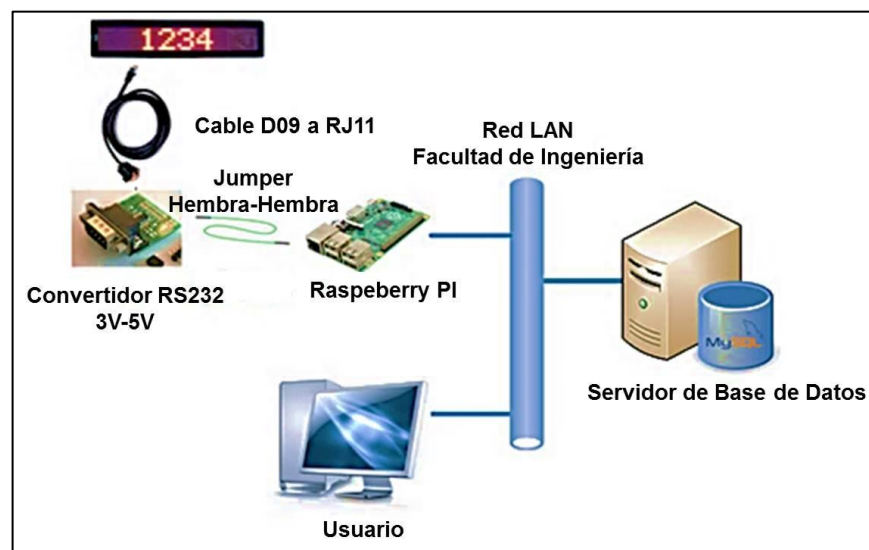 1234
Cable D09 a RJ11
Red LAN
Facultad de Ingeniería
Jumper
Hembra-Hembra
Convertidor RS232
3V-5V
Raspeberry PI
MySQL
Servidor de Base de Datos
Usuario